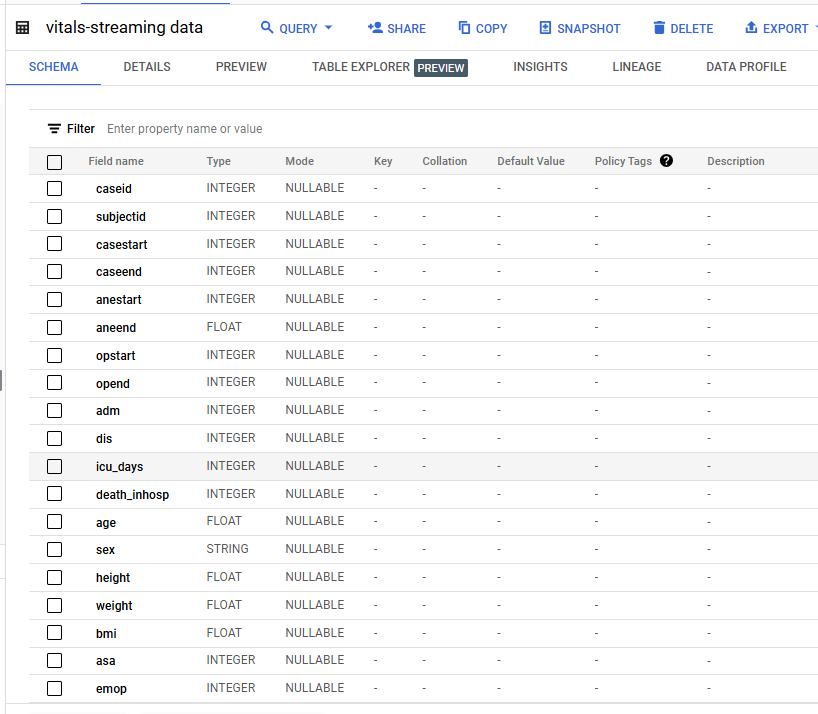 vitals-streaming data QUERY SHARE COPY SNAPSHOT DELETE EXPORT
SCHEMA DETAILS PREVIEW TABLE EXPLORER PREVIEW INSIGHTS LINEAGE DATA PROFILE
Filter Enter property name or value
Field name Type Mode Key Collation Default Value Policy Tags ? Description
caseid INTEGER NULLABLE - - - - -
subjectid INTEGER NULLABLE - - - - -
casestart INTEGER NULLABLE - - - - -
caseend INTEGER NULLABLE - - - - -
anestart INTEGER NULLABLE - - - - -
aneend FLOAT NULLABLE - - - - -
opstart INTEGER NULLABLE - - - - -
opend INTEGER NULLABLE - - - - -
adm INTEGER NULLABLE - - - - -
dis INTEGER NULLABLE - - - - -
icu_days INTEGER NULLABLE - - - - -
death_inhosp INTEGER NULLABLE - - - - -
age FLOAT NULLABLE - - - - -
sex STRING NULLABLE - - - - -
height FLOAT NULLABLE - - - - -
weight FLOAT NULLABLE - - - - -
bmi FLOAT NULLABLE - - - - -
asa INTEGER NULLABLE - - - - -
emop INTEGER NULLABLE - - - - -